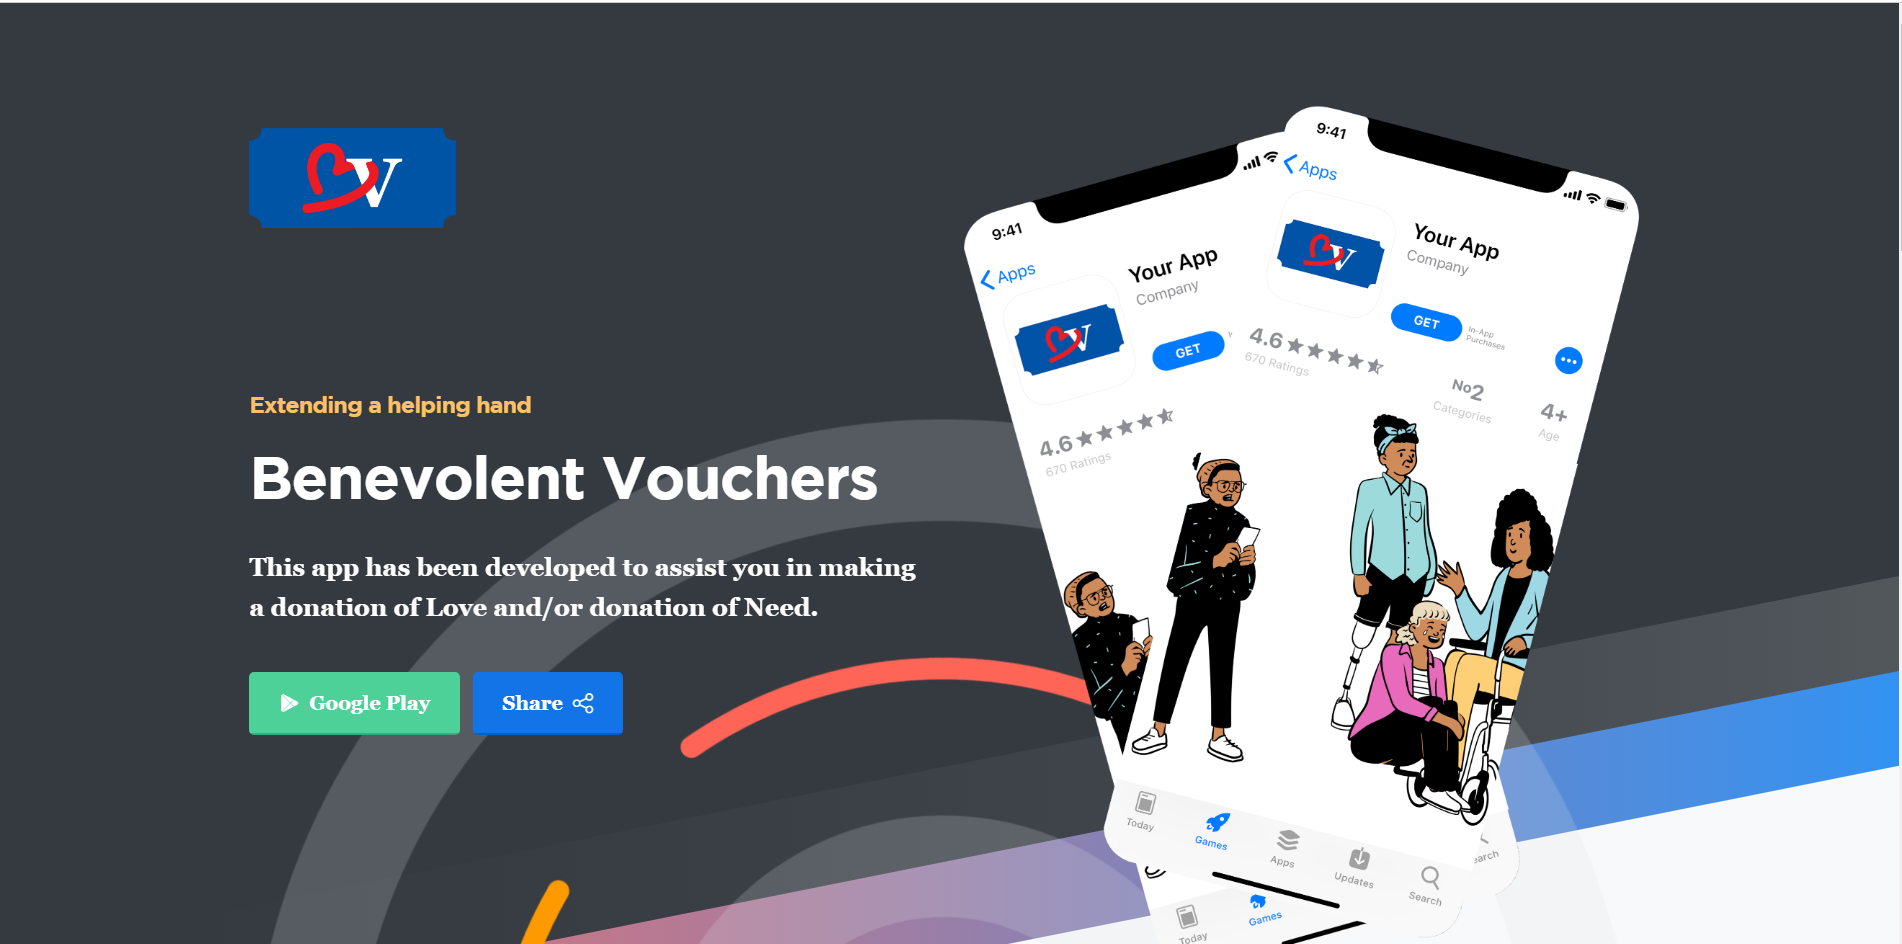 V
Extending a helping hand
Benevolent Vouchers
This app has been developed to assist you in making
a donation of Love and/or donation of Need.
Google Play
Share
9:41
Apps
V
Your App
Company
GET
4.6
670 Ratings
9:41
Apps
V
Your App
Company
GET
In-App
Purchases
4.6
670 Ratings
No2
Categories
4+
Age
Today
Games
Apps
Updates
Search
earch
Today
Games